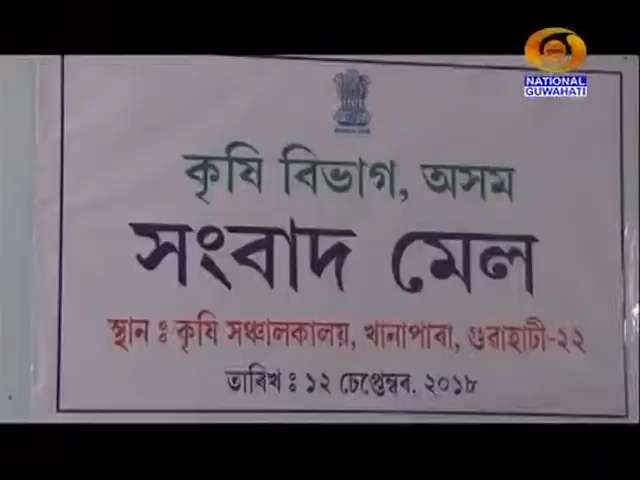 NATIONAL
GUWAHATI
কৃষি বিভাগ, অসম
সংবাদ মেল
স্থান ঃ কৃষি সঞ্চালকালয়, খানাপাৰা, গুৱাহাটী-২২
তাৰিখ ঃ ১২ চেপ্তেম্বৰ, ২০১৮